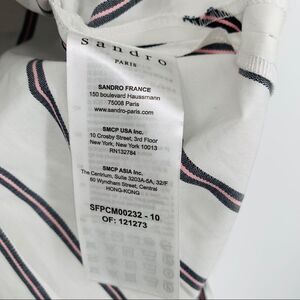 sandro
PARIS
SANDRO FRANCE
150 boulevard Haussmann
75008 Paris
www.sandro-paris.com
SMCP USA Inc.
10 Crosby Street, 3rd Floor
New York, New York 10013
RN132784
SMCP ASIA Inc.
The Centrium, Suite 3203A-5A, 32/F
60 Wyndham Street, Central
HONG-KONG
SFPCM00232 - 10
OF: 121273